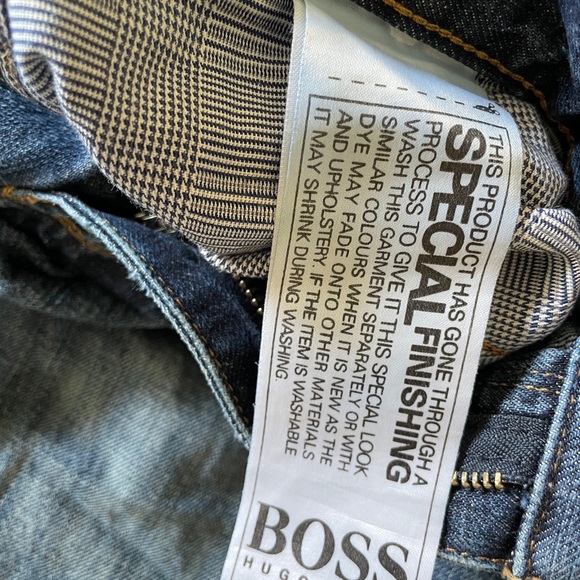 THIS PRODUCT HAS GONE THROUGH A
SPECIAL FINISHING
PROCESS TO GIVE IT THIS SPECIAL LOOK
WASH THIS GARMENT SEPARATELY OR WITH
SIMILAR COLOURS WHEN IT IS NEW AS THE
DYE MAY FADE ONTO OTHER MATERIALS
AND UPHOLSTERY. IF THE ITEM IS WASHABLE
IT MAY SHRINK DURING WASHING.
BOSS